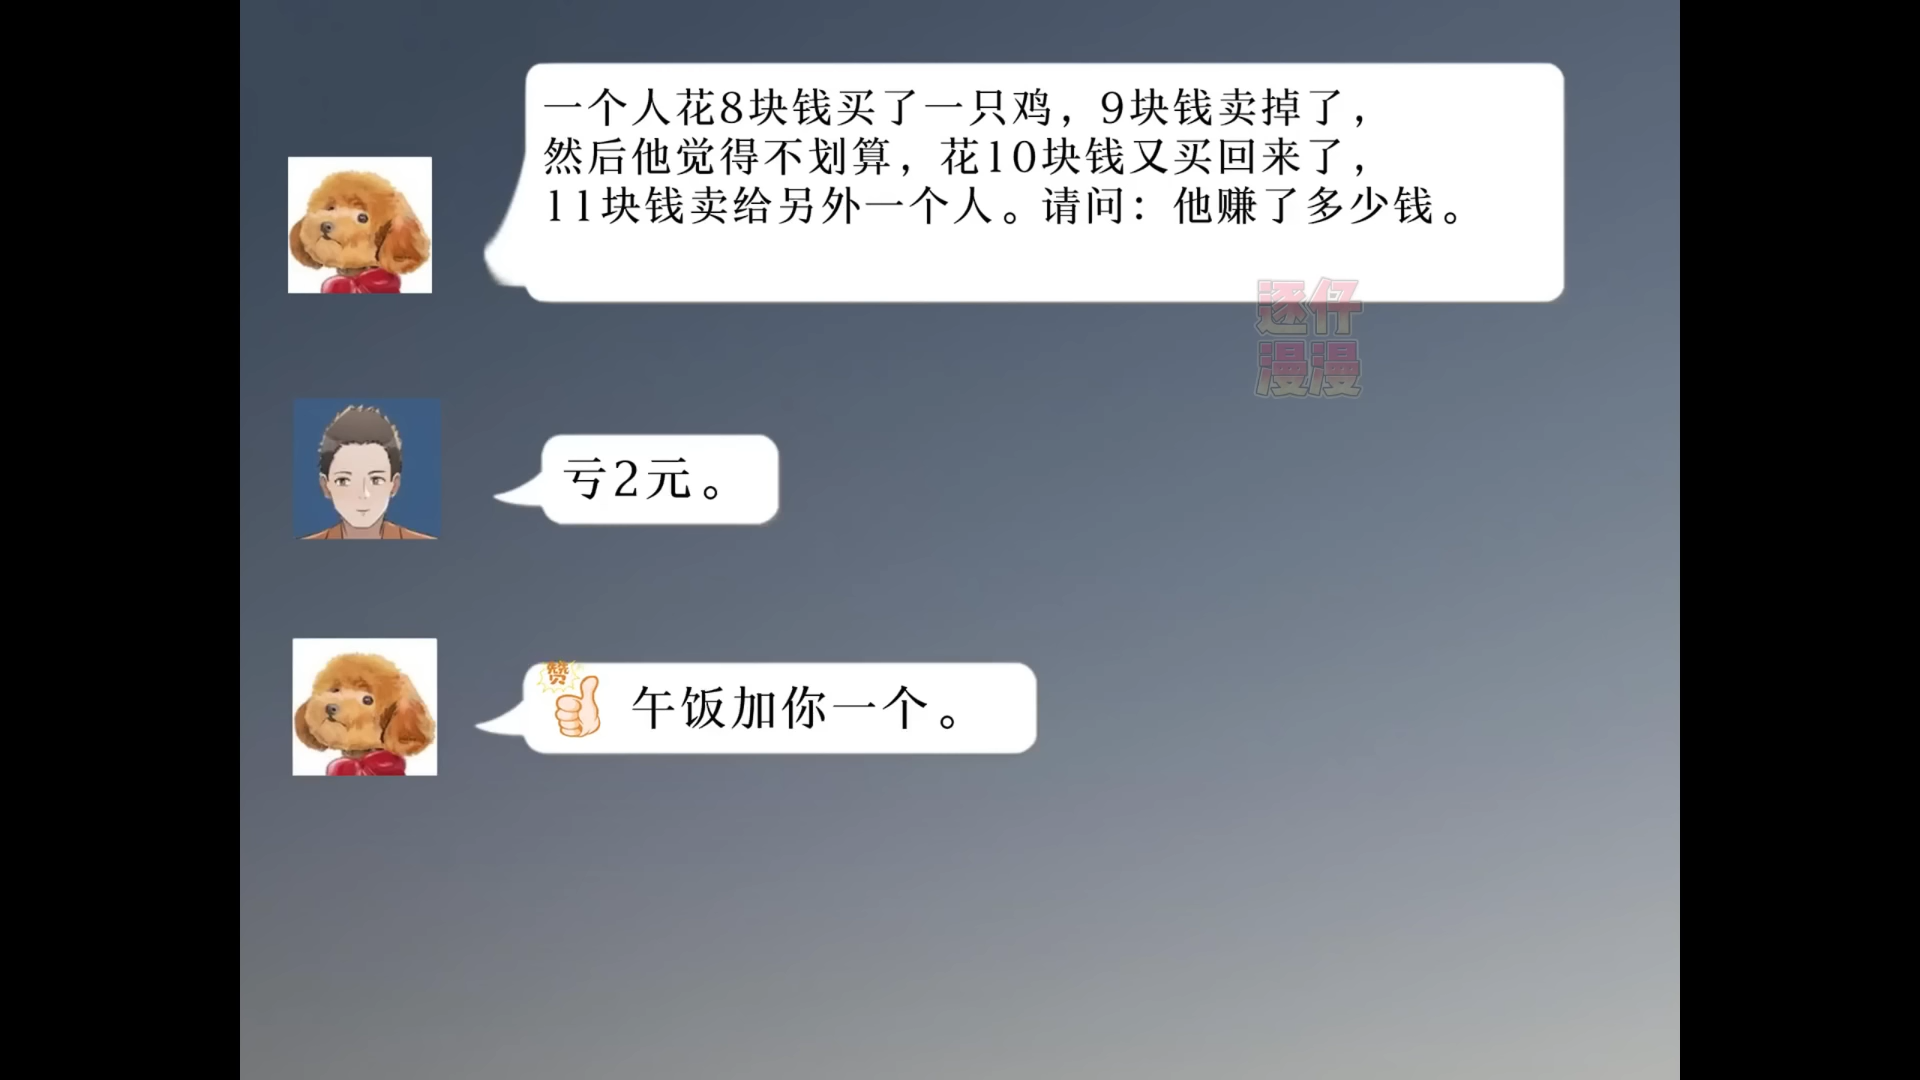 一个人花8块钱买了一只鸡，9块钱卖掉了，
然后他觉得不划算，花10块钱又买回来了，
11块钱卖给另外一个人。请问：他赚了多少钱。
逐仔
漫漫
亏2元。
赞
午饭加你一个。